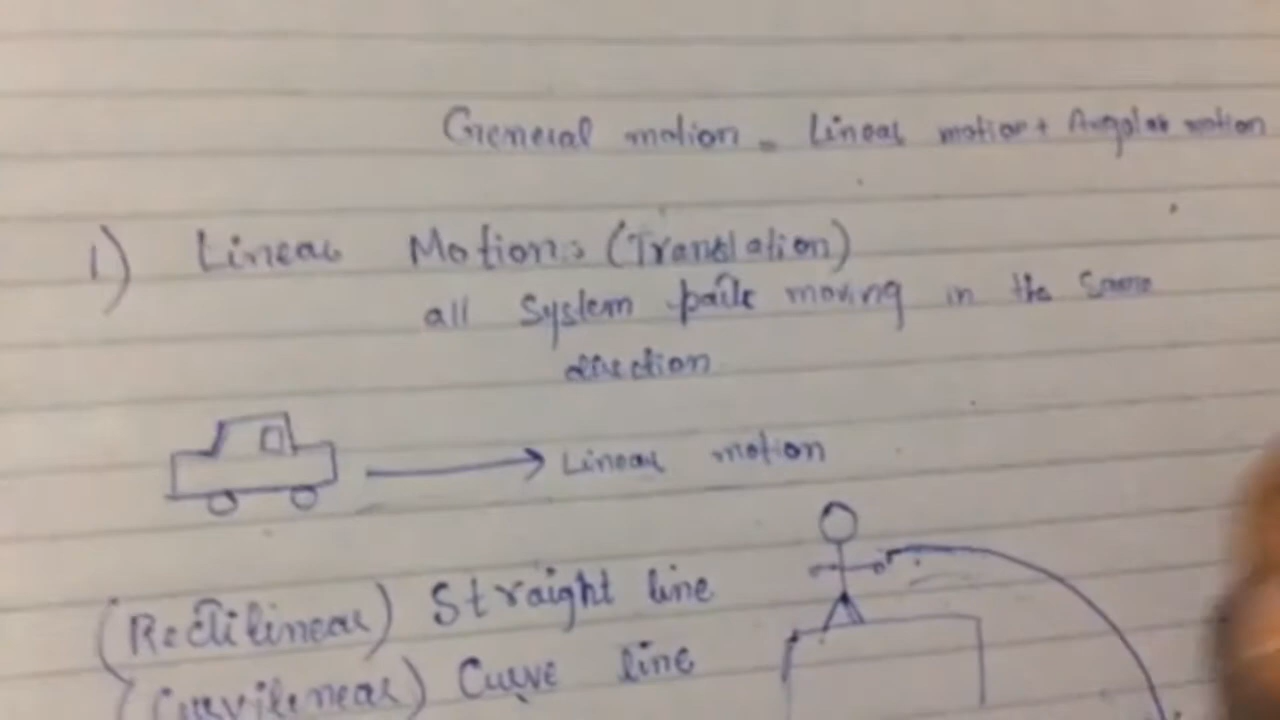 General motion = Linear motion + Angular motion
1) Linear Motion: (Translation)
all System parts moving in the same
direction
Linear motion
(Rectilinear) Straight line
(Curvilinear) Curve line